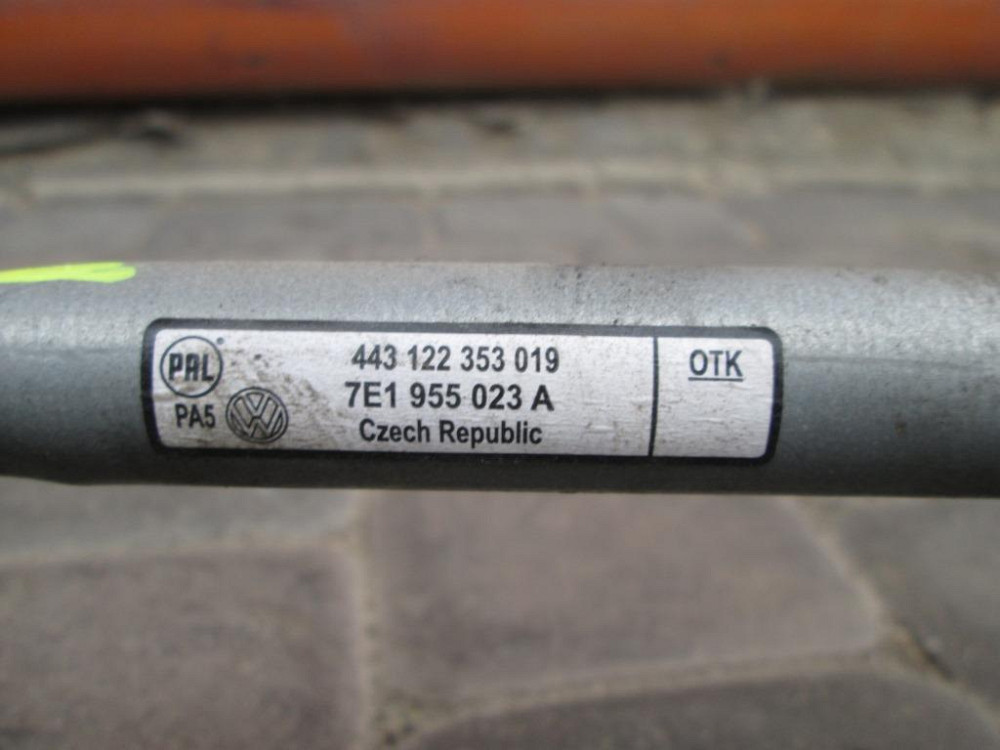 PAL
PA5
443 122 353 019
7E1 955 023 A
Czech Republic
OTK